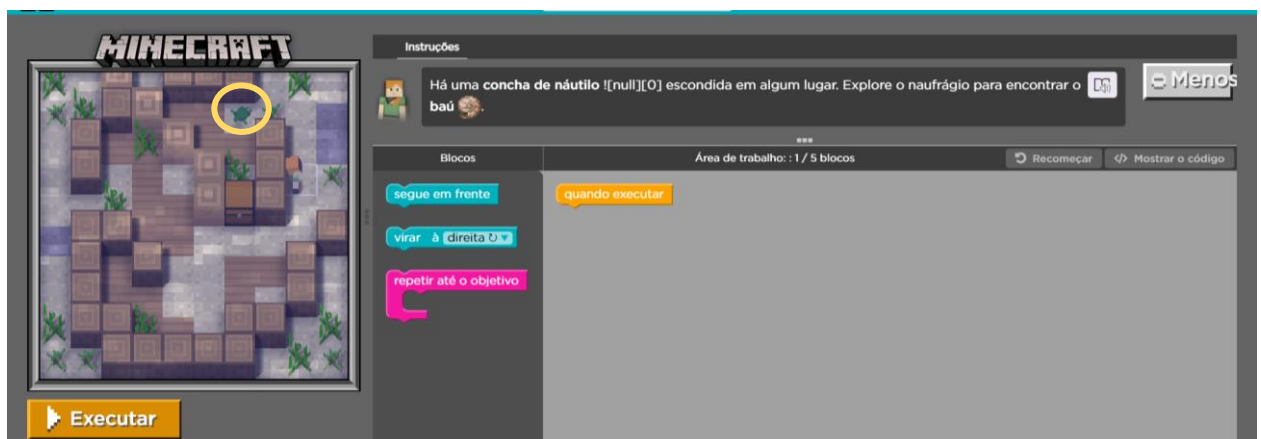 MINECRAFT
Instruções
Há uma concha de náutilo ![null][0] escondida em algum lugar. Explore o naufrágio para encontrar o
baú .
Menos
Blocos
Área de trabalho: : 1 / 5 blocos
Recomeçar
</> Mostrar o código
segue em frente
quando executar
virar à direita
repetir até o objetivo
Executar